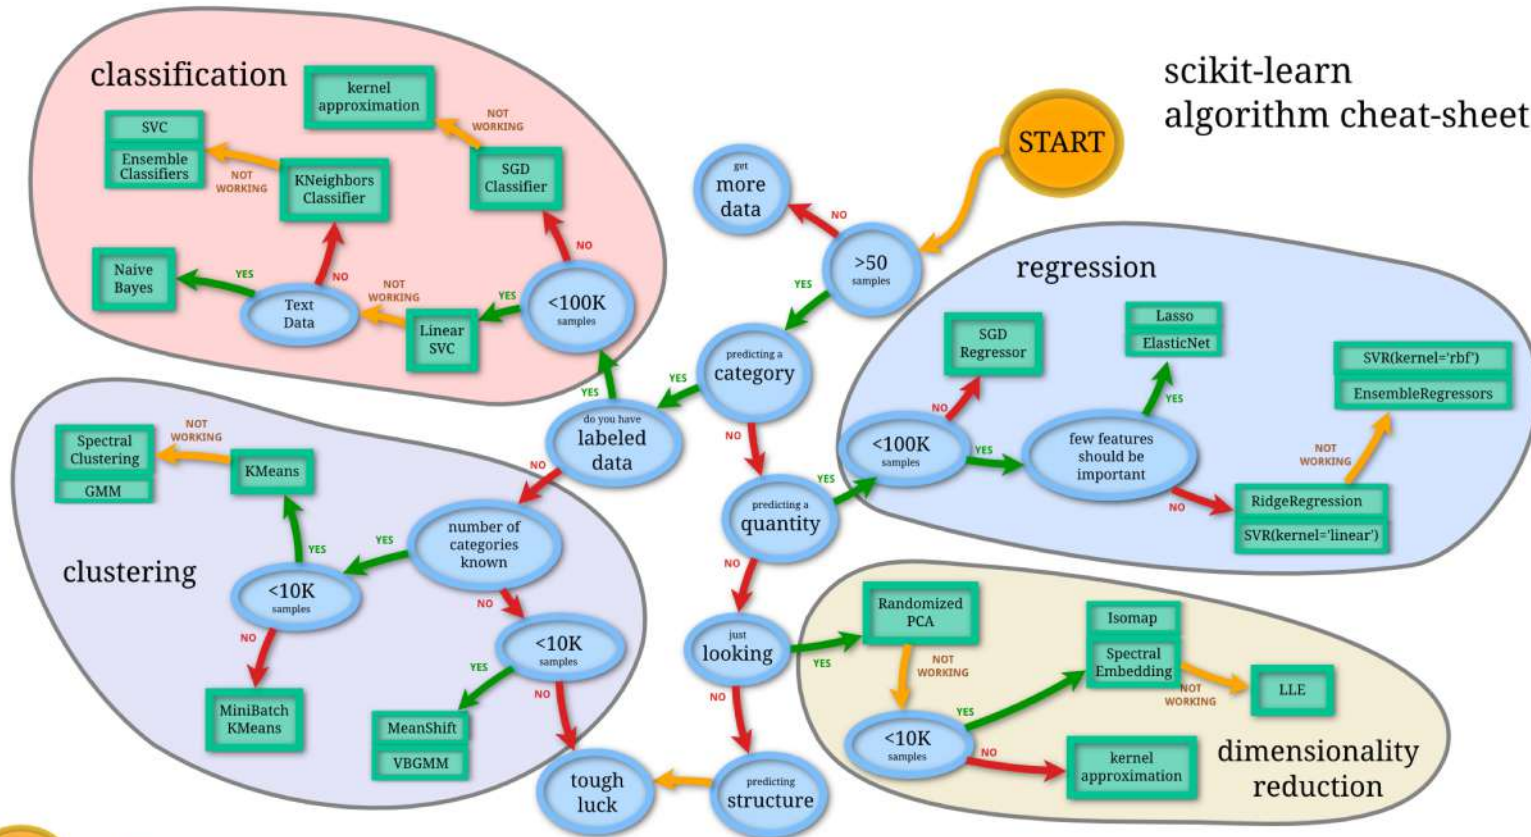 scikit-learn
algorithm cheat-sheet
START
classification
kernel
approximation
NOT
WORKING
SVC
Ensemble
Classifiers
NOT
WORKING
KNeighbors
Classifier
SGD
Classifier
NO
NO
Naive
Bayes
YES
Text
Data
NOT
WORKING
Linear
SVC
YES
<100K
samples
get
more
data
NO
>50
samples
YES
predicting a
category
YES
NO
YES
do you have
labeled
data
NO
predicting a
quantity
YES
NO
just
looking
YES
NO
predicting
structure
tough
luck
regression
SGD
Regressor
Lasso
ElasticNet
YES
SVR(kernel='rbf')
EnsembleRegressors
NOT
WORKING
NO
<100K
samples
YES
few features
should be
important
NO
RidgeRegression
SVR(kernel='linear')
clustering
Spectral
Clustering
GMM
NOT
WORKING
KMeans
YES
number of
categories
known
YES
NO
<10K
samples
NO
MiniBatch
KMeans
<10K
samples
YES
NO
MeanShift
VBGMM
Randomized
PCA
NOT
WORKING
Isomap
Spectral
Embedding
NOT
WORKING
LLE
YES
<10K
samples
NO
kernel
approximation
dimensionality
reduction